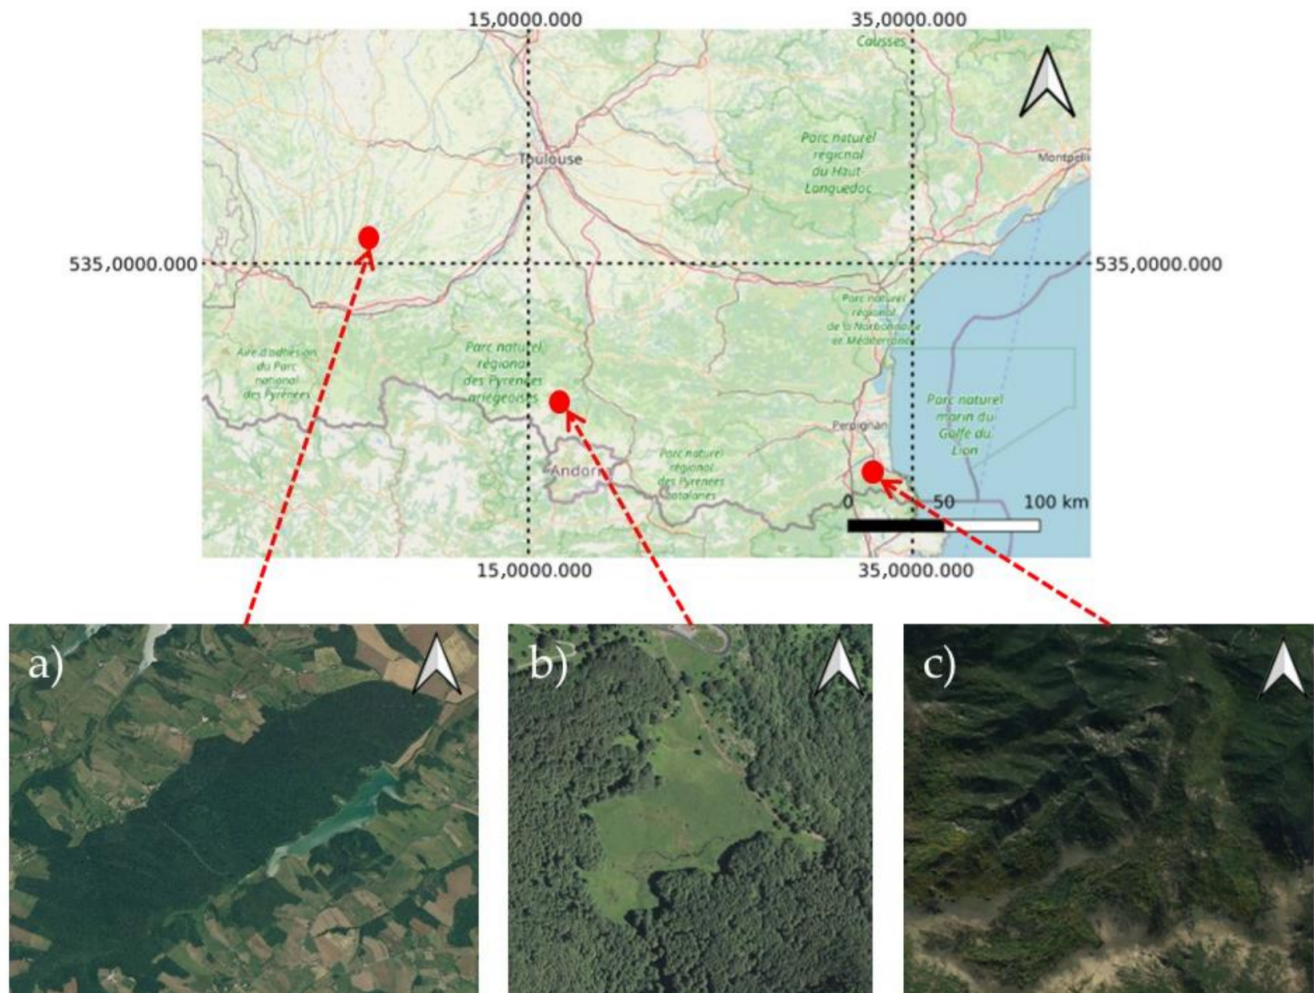 15,0000.000 35,0000.000
Causses
Parc naturel
régional
du Haut-
Languedoc
Toulouse
Montpelli
535,0000.000 535,0000.000
Parc naturel
régional
de la Narbonnaise
en Méditerranée
Aire d'adhésion
du Parc
national
des Pyrénées
Parc naturel
régional
des Pyrénées
ariégeoises
Parc naturel
marin du
Golfe du
Lion
Perpignan
Parc naturel
régional
des Pyrénées
catalanes
Andorr
0 50 100 km
15,0000.000 35,0000.000
a) b) c)